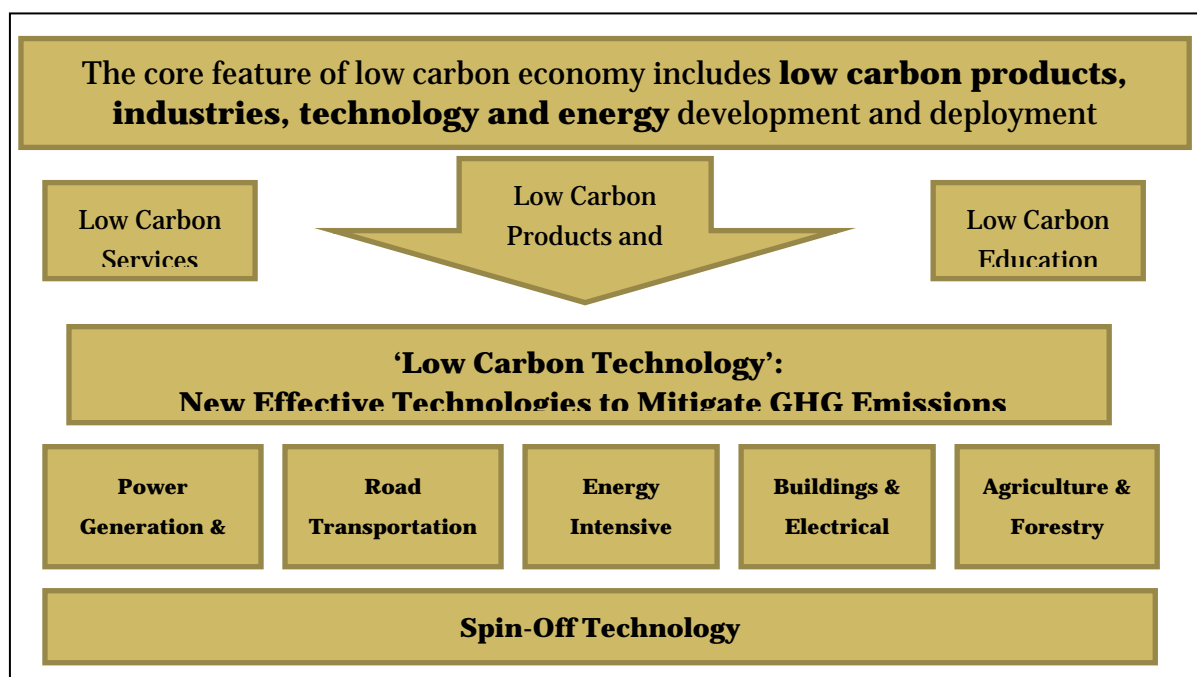 The core feature of low carbon economy includes low carbon products,
industries, technology and energy development and deployment
Low Carbon
Services
Low Carbon
Products and
Low Carbon
Education
‘Low Carbon Technology’:
New Effective Technologies to Mitigate GHG Emissions
Power
Generation &
Road
Transportation
Energy
Intensive
Buildings &
Electrical
Agriculture &
Forestry
Spin-Off Technology